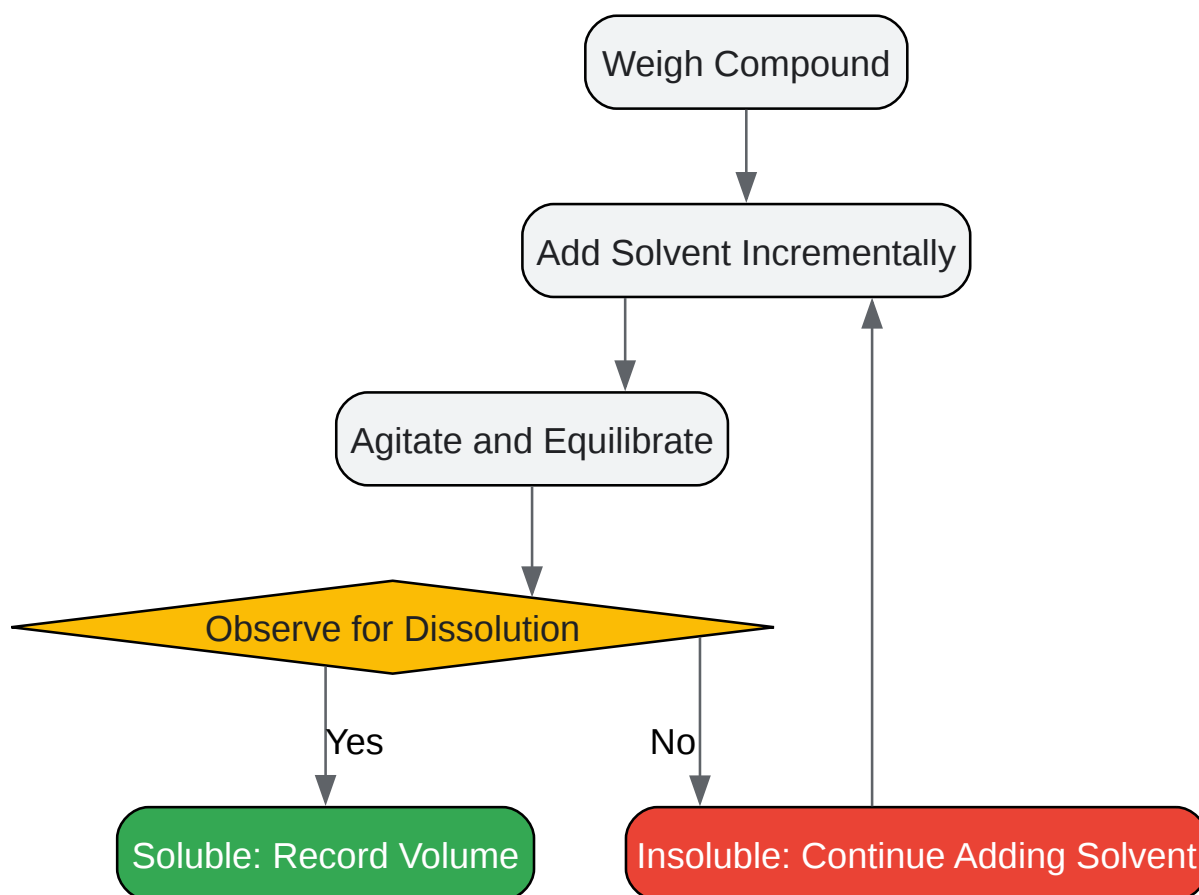 Weigh Compound
Add Solvent Incrementally
Agitate and Equilibrate
Observe for Dissolution
Yes
No
Soluble: Record Volume
Insoluble: Continue Adding Solvent